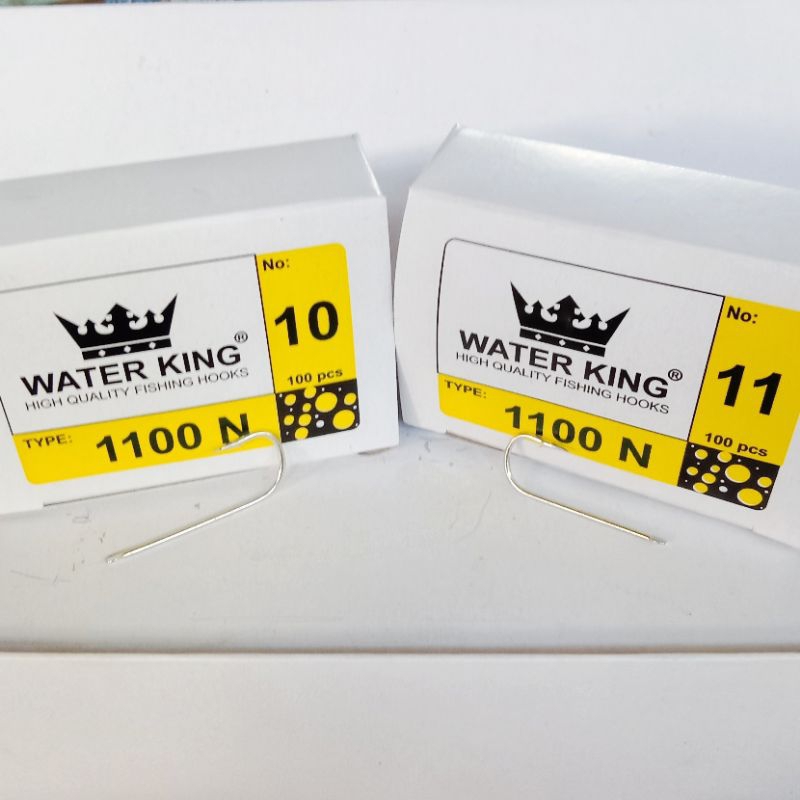 No:
10
WATER KING®
HIGH QUALITY FISHING HOOKS
100 pcs
TYPE: 1100 N
No:
11
WATER KING®
HIGH QUALITY FISHING HOOKS
100 pcs
TYPE: 1100 N